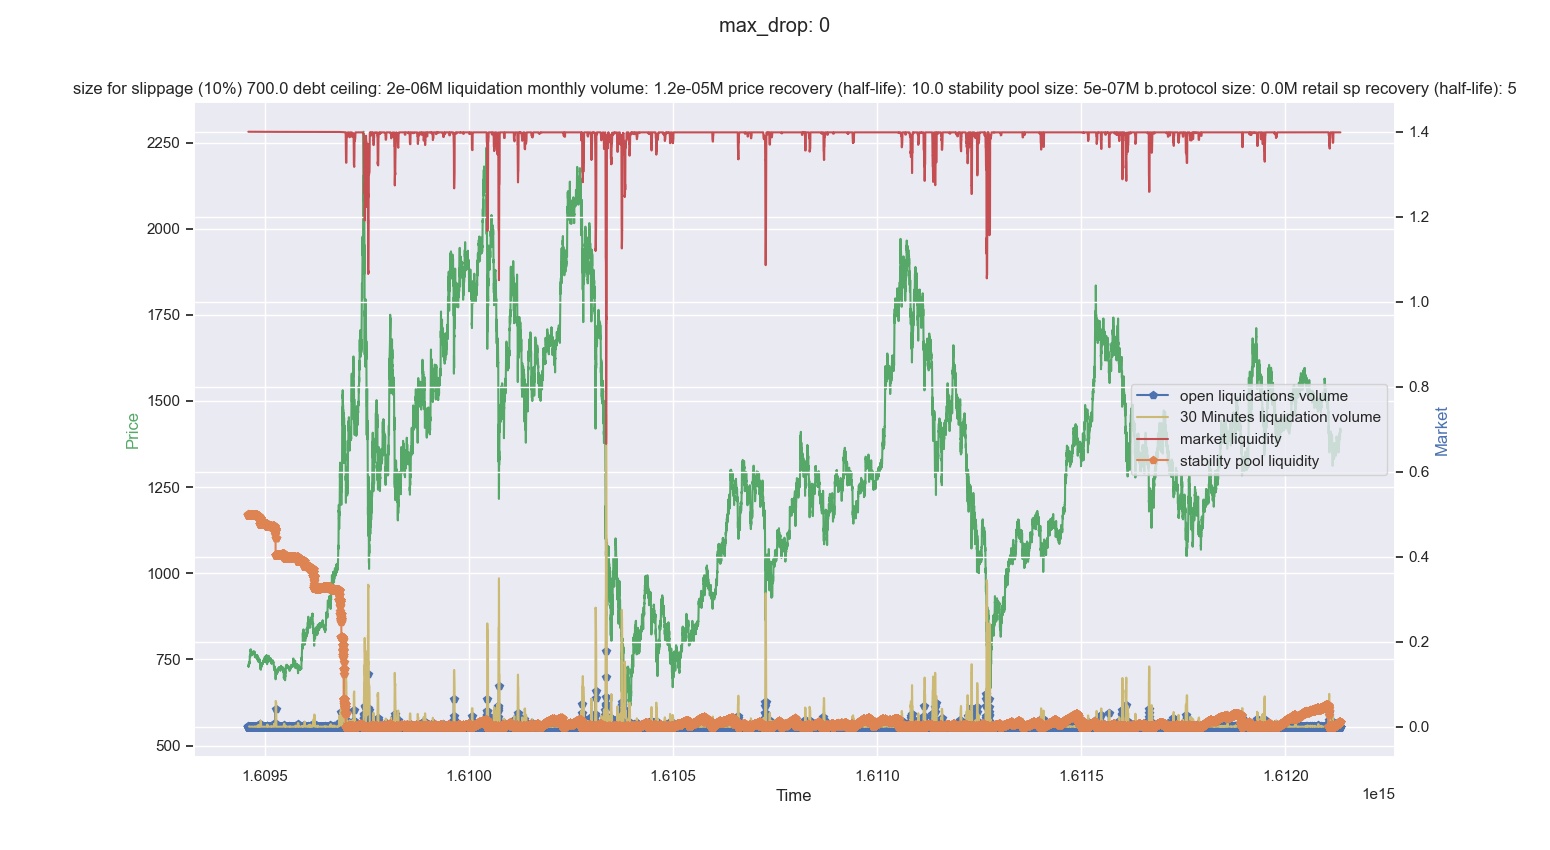 max_drop: 0
size for slippage (10%) 700.0 debt ceiling: 2e-06M liquidation monthly volume: 1.2e-05M price recovery (half-life): 10.0 stability pool size: 5e-07M b.protocol size: 0.0M retail sp recovery (half-life): 5
2250
2000
1750
1500
1250
1000
750
500
Price
1.4
1.2
1.0
0.8
0.6
0.4
0.2
0.0
Market
open liquidations volume
30 Minutes liquidation volume
market liquidity
stability pool liquidity
1.6095
1.6100
1.6105
1.6110
1.6115
1.6120
1e15
Time